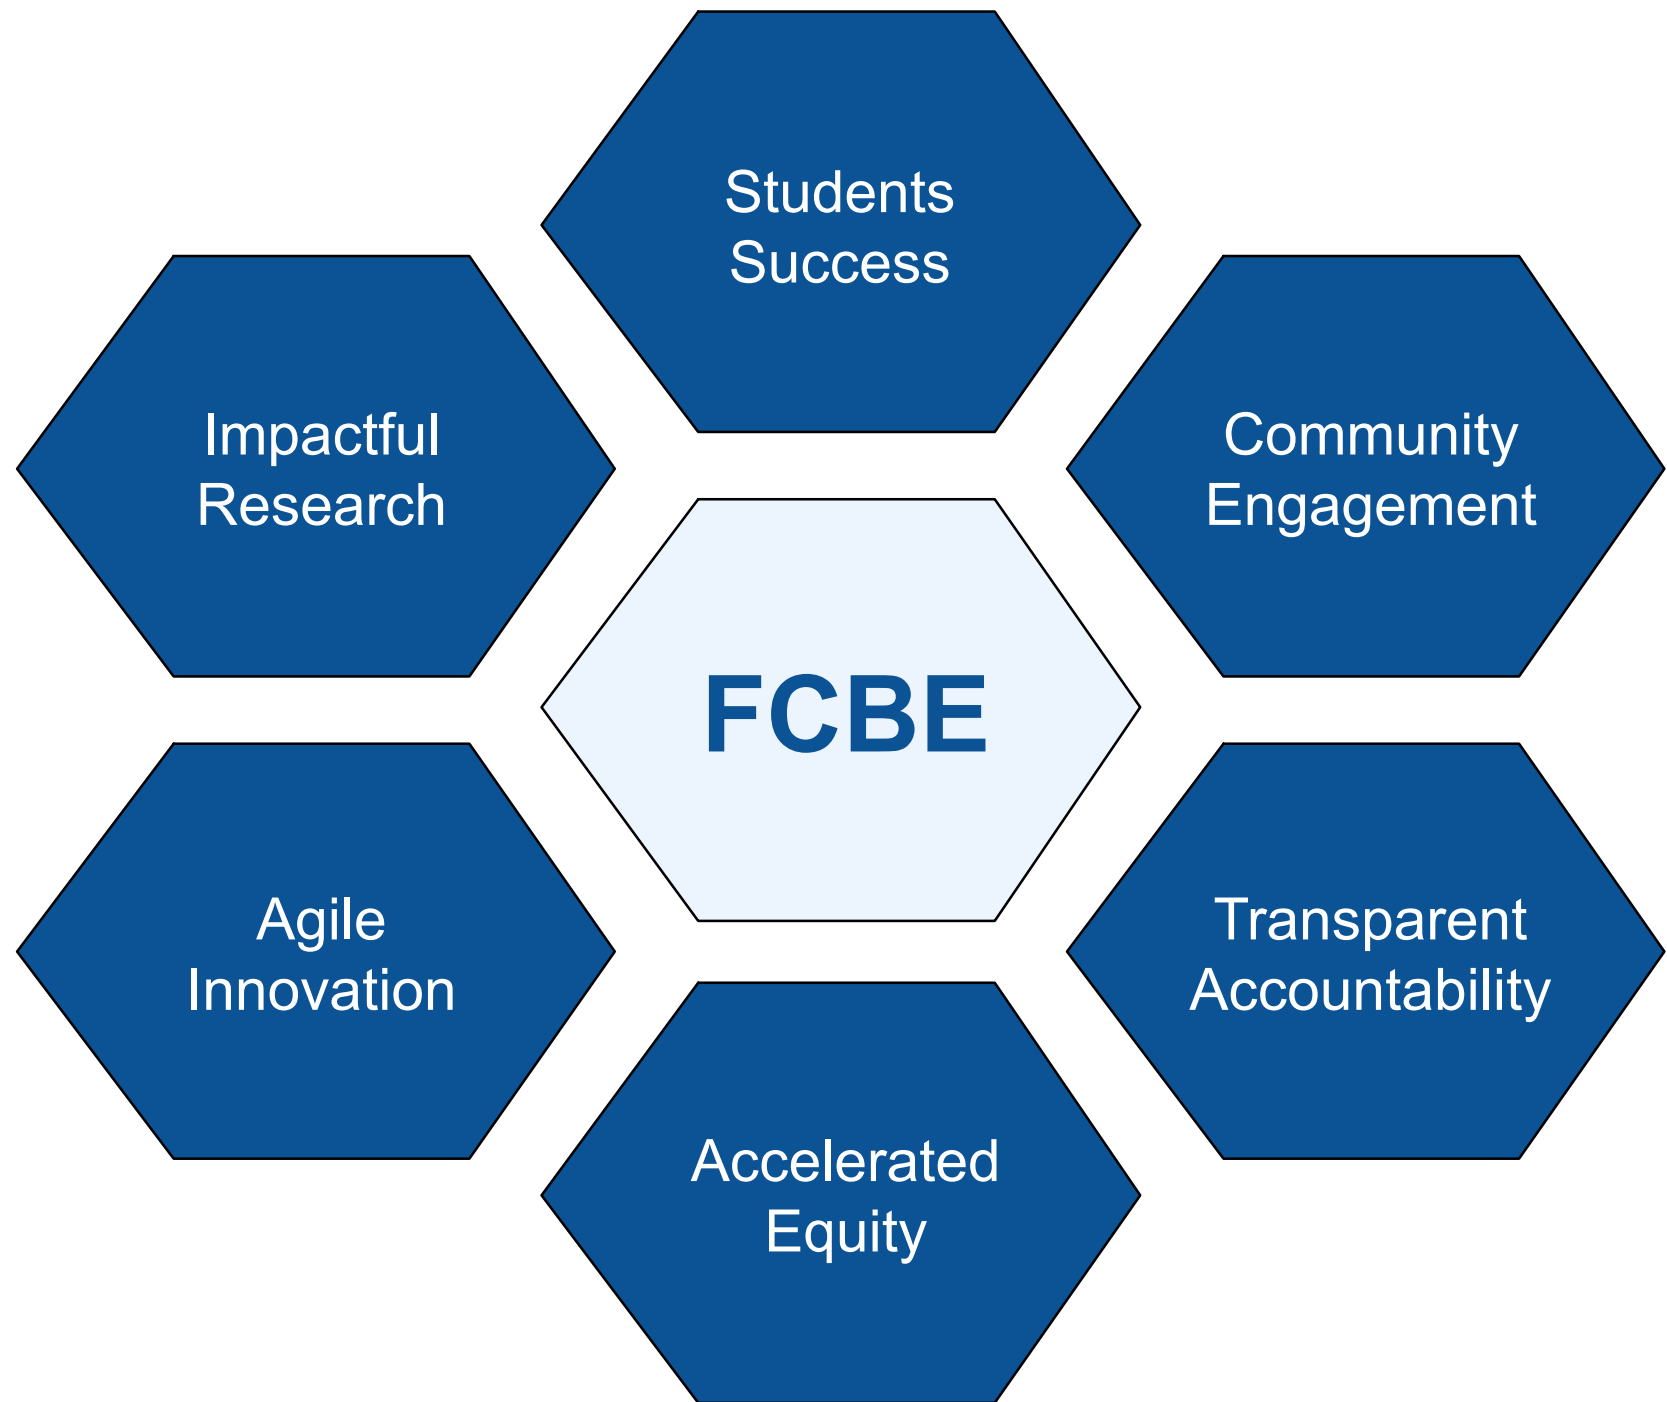 Students
Success
Impactful
Research
Community
Engagement
FCBE
Agile
Innovation
Transparent
Accountability
Accelerated
Equity